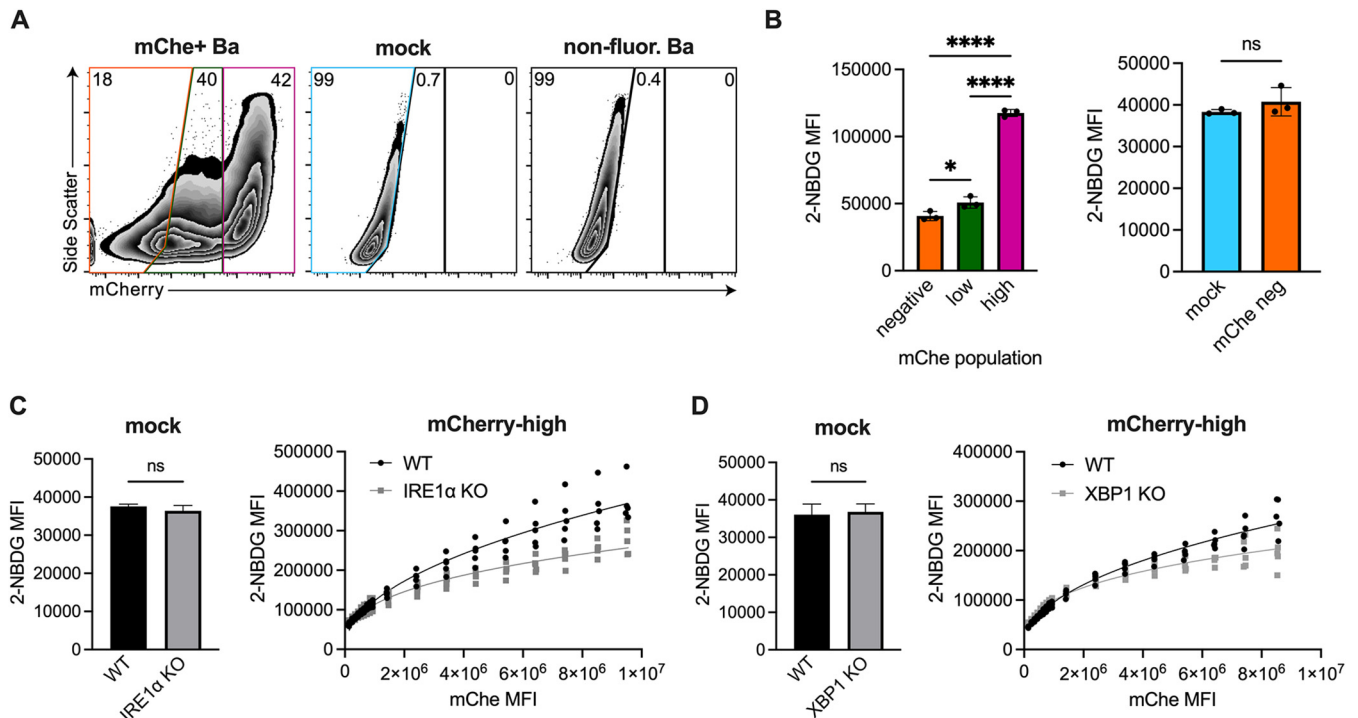 A
mChe+ Ba
mock
non-fluor. Ba
18
40
42
99
0.7
0
99
0.4
0
Side Scatter
mCherry
B
****
****
*
2-NBDG MFI
150000
100000
50000
0
negative
low
high
mChe population
ns
2-NBDG MFI
50000
40000
30000
20000
10000
0
mock
mChe neg
C
mock
ns
2-NBDG MFI
50000
40000
30000
20000
10000
0
WT
IRE1α KO
mCherry-high
WT
IRE1α KO
2-NBDG MFI
500000
400000
300000
200000
100000
0
0
2×10⁶
4×10⁶
6×10⁶
8×10⁶
1×10⁷
mChe MFI
D
mock
ns
2-NBDG MFI
50000
40000
30000
20000
10000
0
WT
XBP1 KO
mCherry-high
WT
XBP1 KO
2-NBDG MFI
400000
300000
200000
100000
0
0
2×10⁶
4×10⁶
6×10⁶
8×10⁶
1×10⁷
mChe MFI